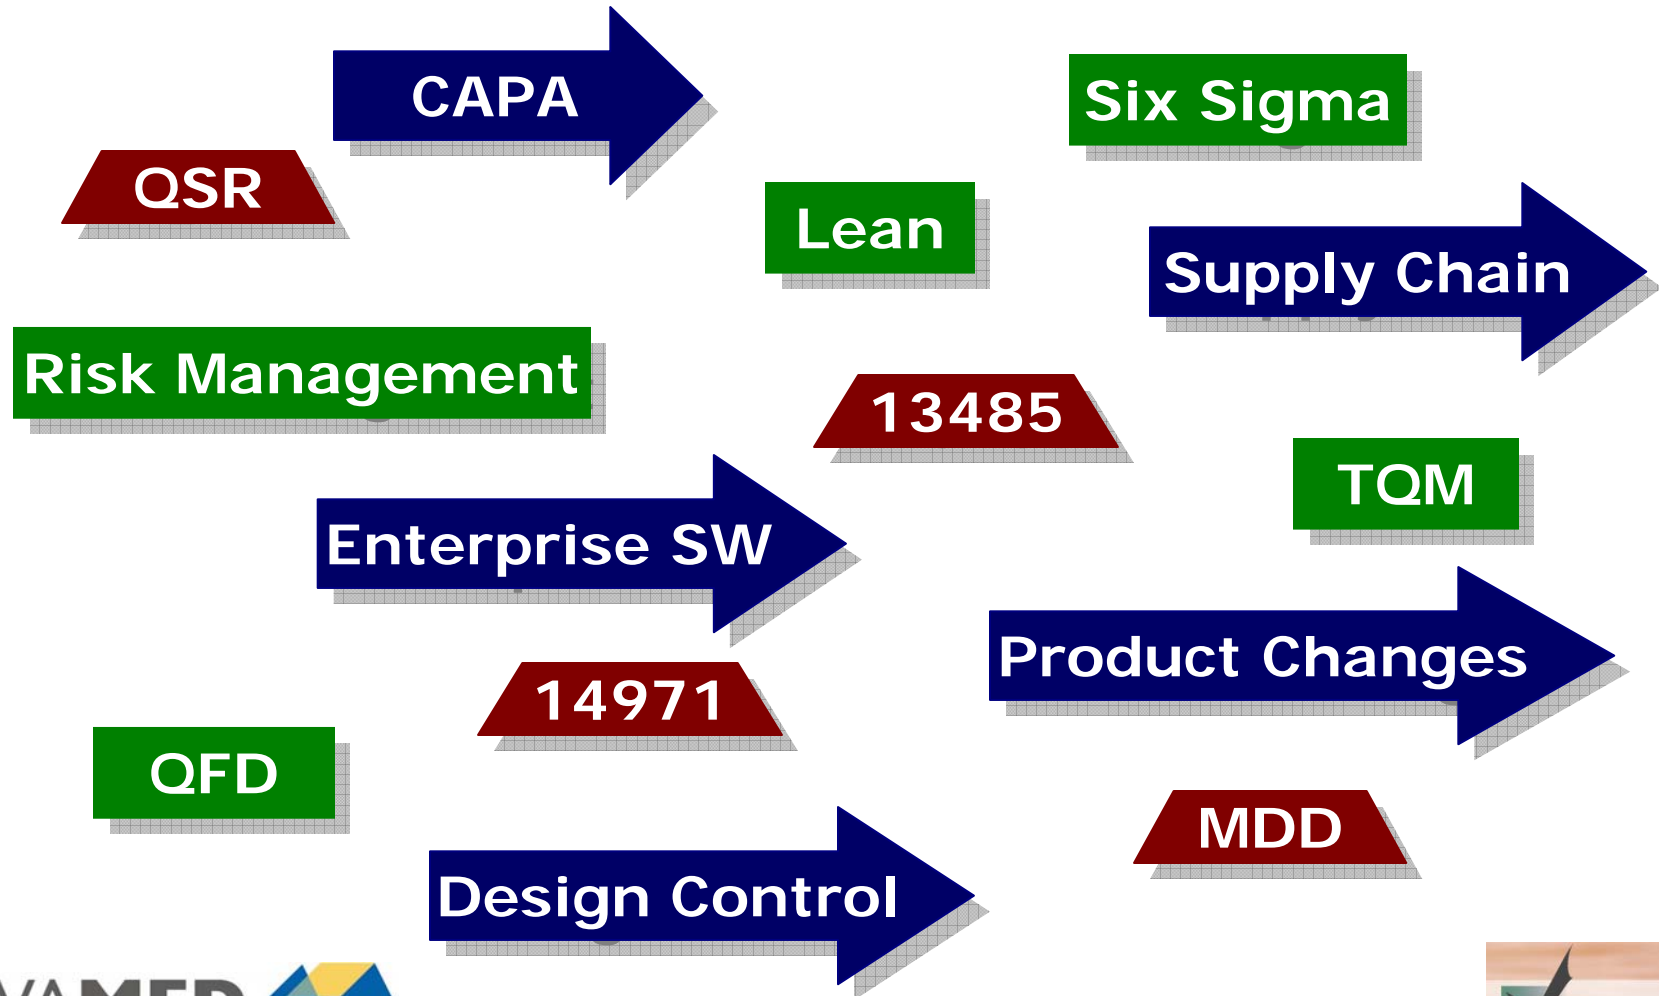 CAPA
Six Sigma
QSR
Lean
Supply Chain
Risk Management
13485
TQM
Enterprise SW
Product Changes
14971
QFD
MDD
Design Control